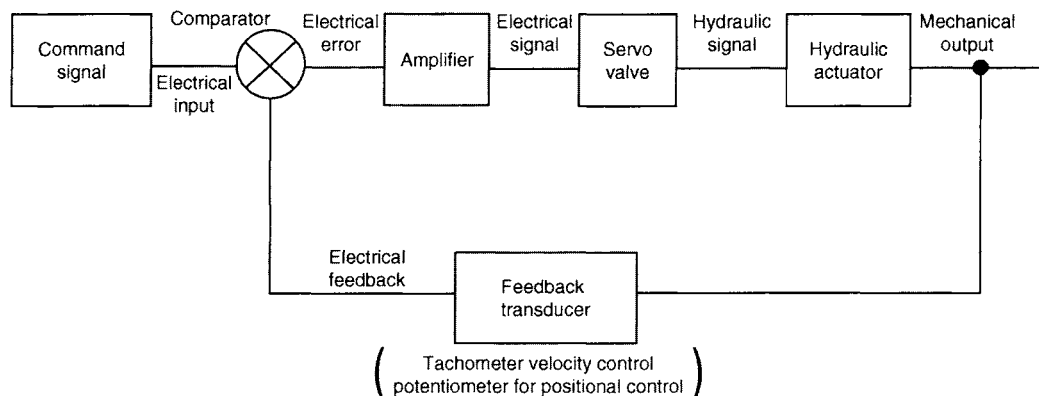 Command
signal
Electrical
input
Comparator
Electrical
error
Amplifier
Electrical
signal
Servo
valve
Hydraulic
signal
Hydraulic
actuator
Mechanical
output
Electrical
feedback
Feedback
transducer
( Tachometer velocity control
potentiometer for positional control )